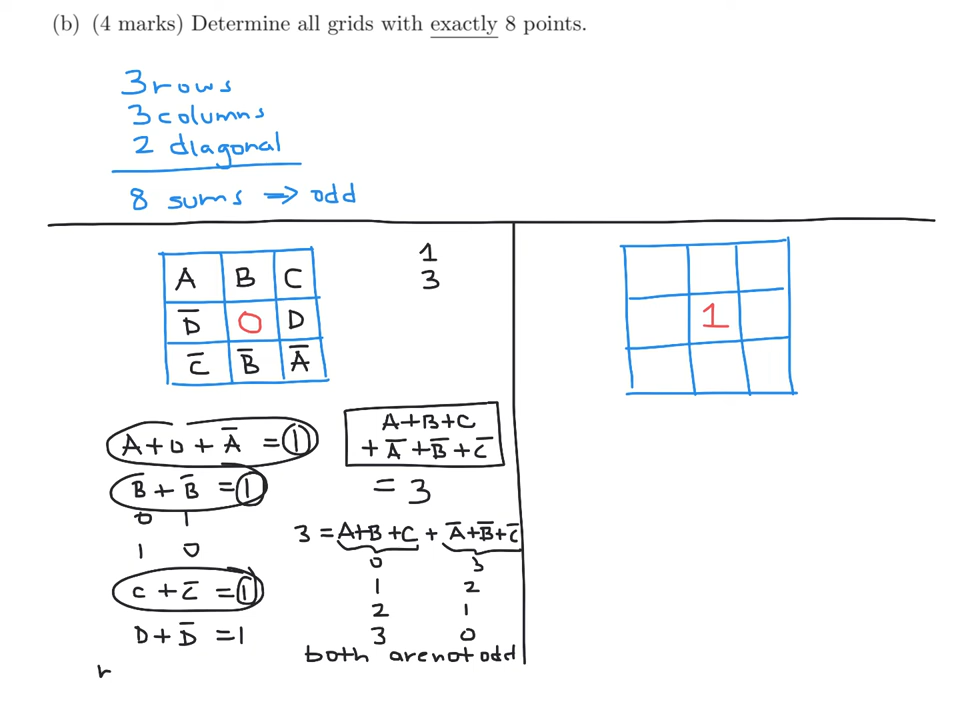 (b) (4 marks) Determine all grids with exactly 8 points.
3 rows
3 columns
2 diagonal
8 sums ⇒ odd
A B C
D̅ 0 D
C̅ B̅ A̅
1
3
1
A + 0 + A̅ = 1
B + B̅ = 1
0 1
1 0
C + C̅ = 1
D + D̅ = 1
A+B+C
+ A̅ + B̅ + C̅
= 3
3 = A+B+C + A̅+B̅+C̅
0 3
1 2
2 1
3 0
both are not odd